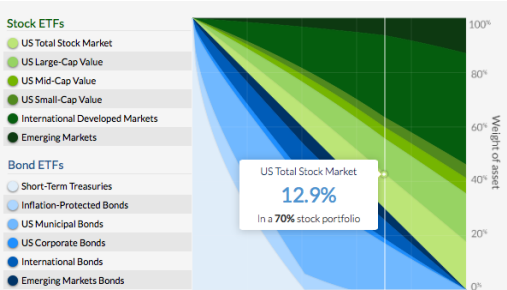 Stock ETFs
US Total Stock Market
US Large-Cap Value
US Mid-Cap Value
US Small-Cap Value
International Developed Markets
Emerging Markets
Bond ETFs
Short-Term Treasuries
Inflation-Protected Bonds
US Municipal Bonds
US Corporate Bonds
International Bonds
Emerging Markets Bonds
US Total Stock Market
12.9%
In a 70% stock portfolio
100%
80%
60%
40%
20%
0%
Weight of asset